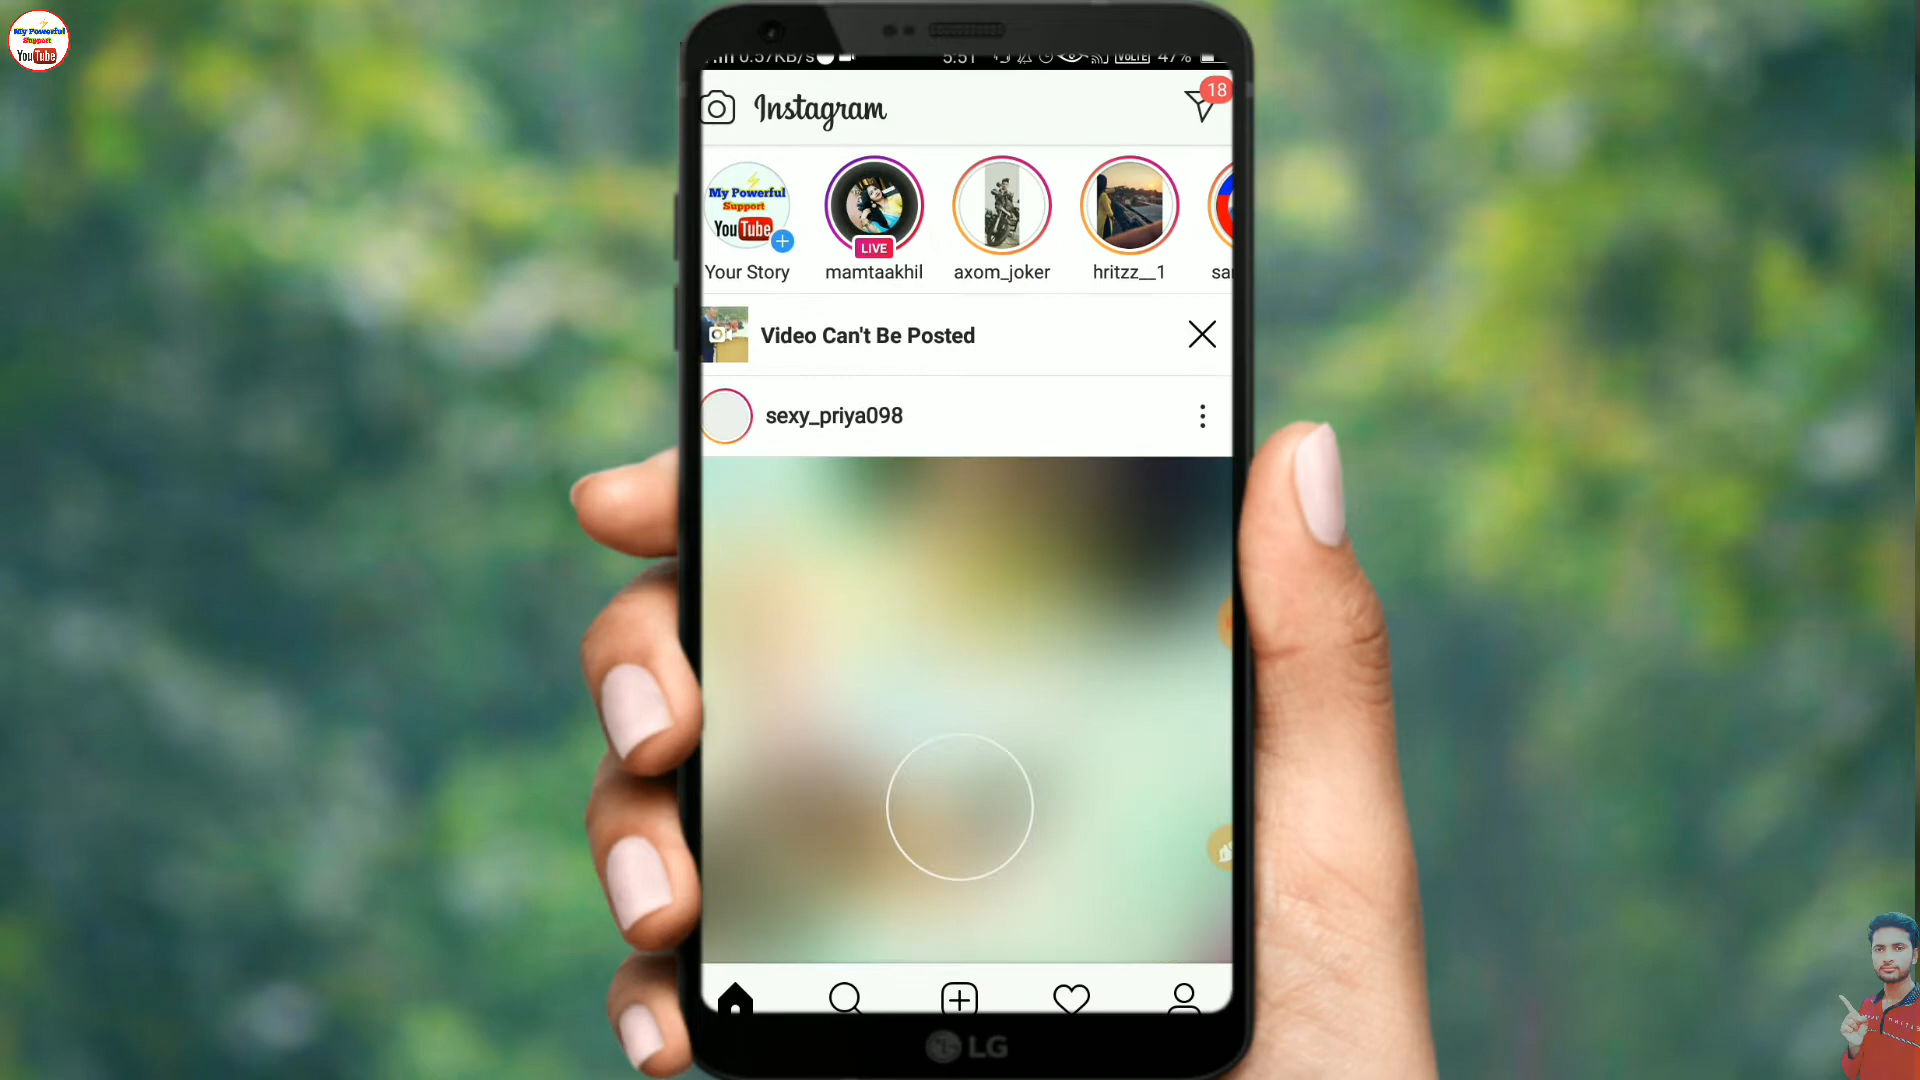 My Powerful
Support
YouTube
0.57KB/s
5:51
VOLTE
47%
Instagram
18
My Powerful
Support
YouTube
LIVE
Your Story
mamtaakhil
axom_joker
hritzz__1
Video Can't Be Posted
sexy_priya098
LG